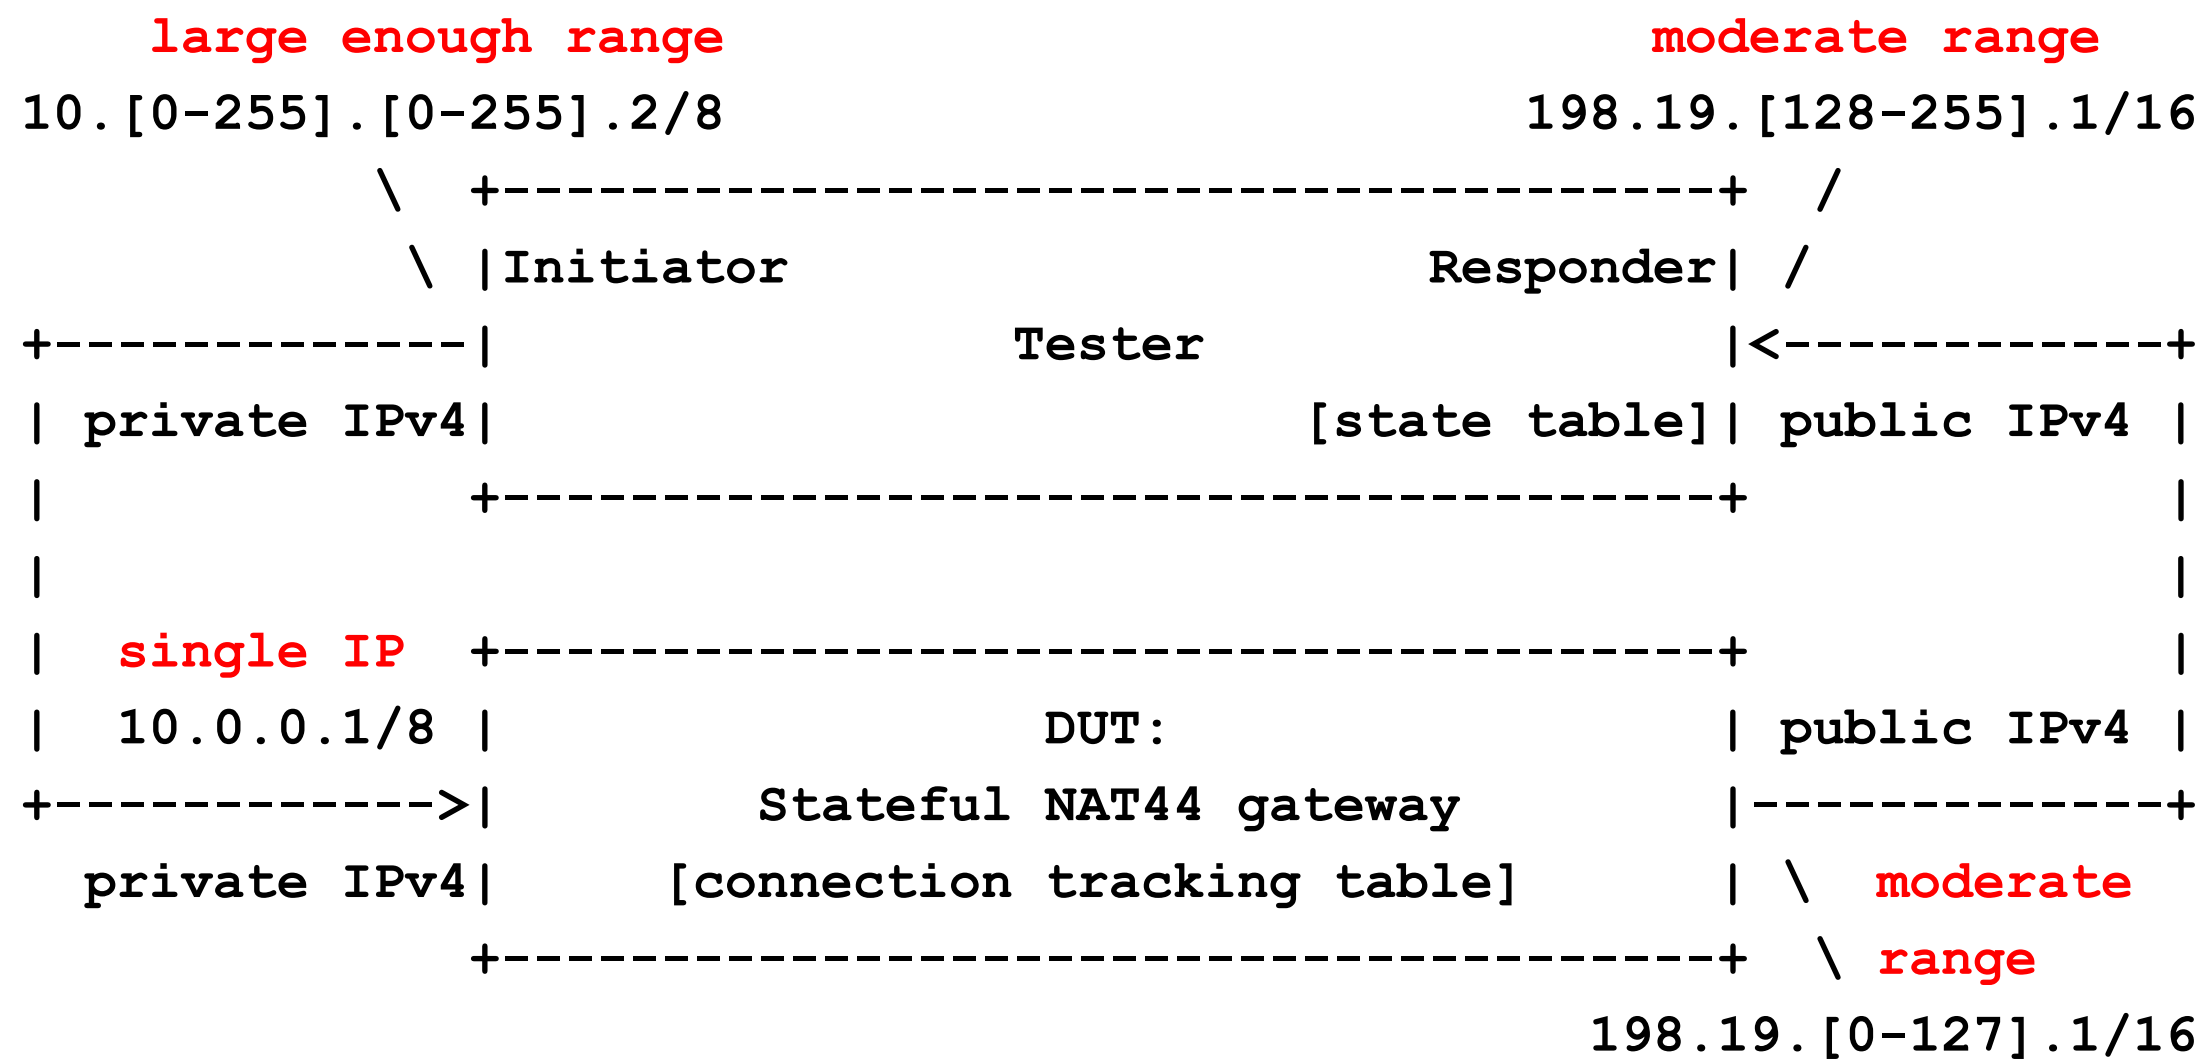 large enough range moderate range
10.[0-255].[0-255].2/8 198.19.[128-255].1/16
\ +---------------------------------------+ /
\ |Initiator Responder| /
+-------------| Tester |<------------+
| private IPv4| [state table]| public IPv4 |
| +---------------------------------------+ |
| |
| single IP +---------------------------------------+ |
| 10.0.0.1/8 | DUT: | public IPv4 |
+------------>| Stateful NAT44 gateway |-------------+
private IPv4| [connection tracking table] | \ moderate
+---------------------------------------+ \ range
198.19.[0-127].1/16